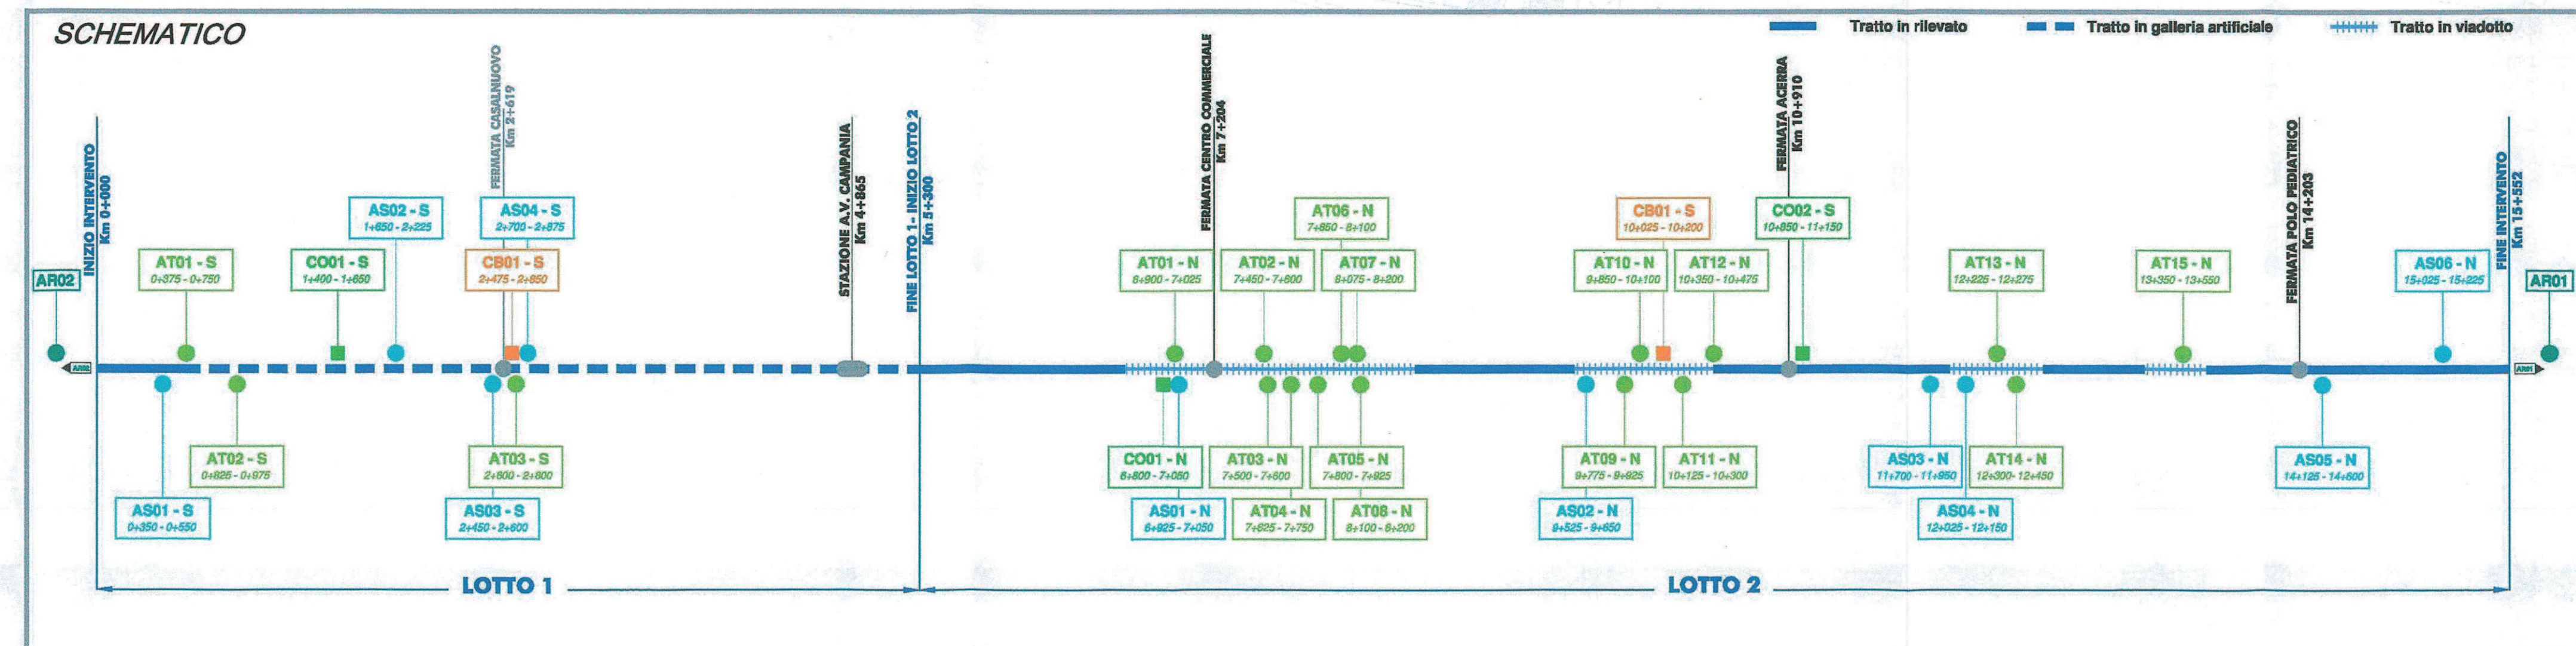 SCHEMATICO
Tratto in rilevato
Tratto in galleria artificiale
Tratto in viadotto
INIZIO INTERVENTO
Km 0+000
FERMATA CASALNUOVO
Km 2+619
STAZIONE A.V. CAMPANIA
Km 4+865
FINE LOTTO 1 - INIZIO LOTTO 2
Km 5+300
FERMATA CENTRO COMMERCIALE
Km 7+204
FERMATA ACERRA
Km 10+910
FERMATA POLO PEDIATRICO
Km 14+203
FINE INTERVENTO
Km 15+552
AS02 - S
1+650 - 2+225
AS04 - S
2+700 - 2+875
AT06 - N
7+850 - 8+100
CB01 - S
10+025 - 10+200
CO02 - S
10+850 - 11+150
AR02
AT01 - S
0+375 - 0+750
CO01 - S
1+400 - 1+650
CB01 - S
2+475 - 2+850
AT01 - N
6+900 - 7+025
AT02 - N
7+450 - 7+600
AT07 - N
8+075 - 8+200
AT10 - N
9+850 - 10+100
AT12 - N
10+350 - 10+475
AT13 - N
12+225 - 12+275
AT15 - N
13+350 - 13+550
AS06 - N
15+025 - 15+225
AR01
AR02
AR01
AT02 - S
0+825 - 0+975
AT03 - S
2+600 - 2+800
CO01 - N
6+800 - 7+050
AT03 - N
7+500 - 7+600
AT05 - N
7+800 - 7+925
AT09 - N
9+775 - 9+925
AT11 - N
10+125 - 10+300
AS03 - N
11+700 - 11+950
AT14 - N
12+300 - 12+450
AS05 - N
14+125 - 14+600
AS01 - S
0+350 - 0+550
AS03 - S
2+450 - 2+600
AS01 - N
6+925 - 7+050
AT04 - N
7+625 - 7+750
AT08 - N
8+100 - 8+200
AS02 - N
9+525 - 9+650
AS04 - N
12+025 - 12+150
LOTTO 1
LOTTO 2